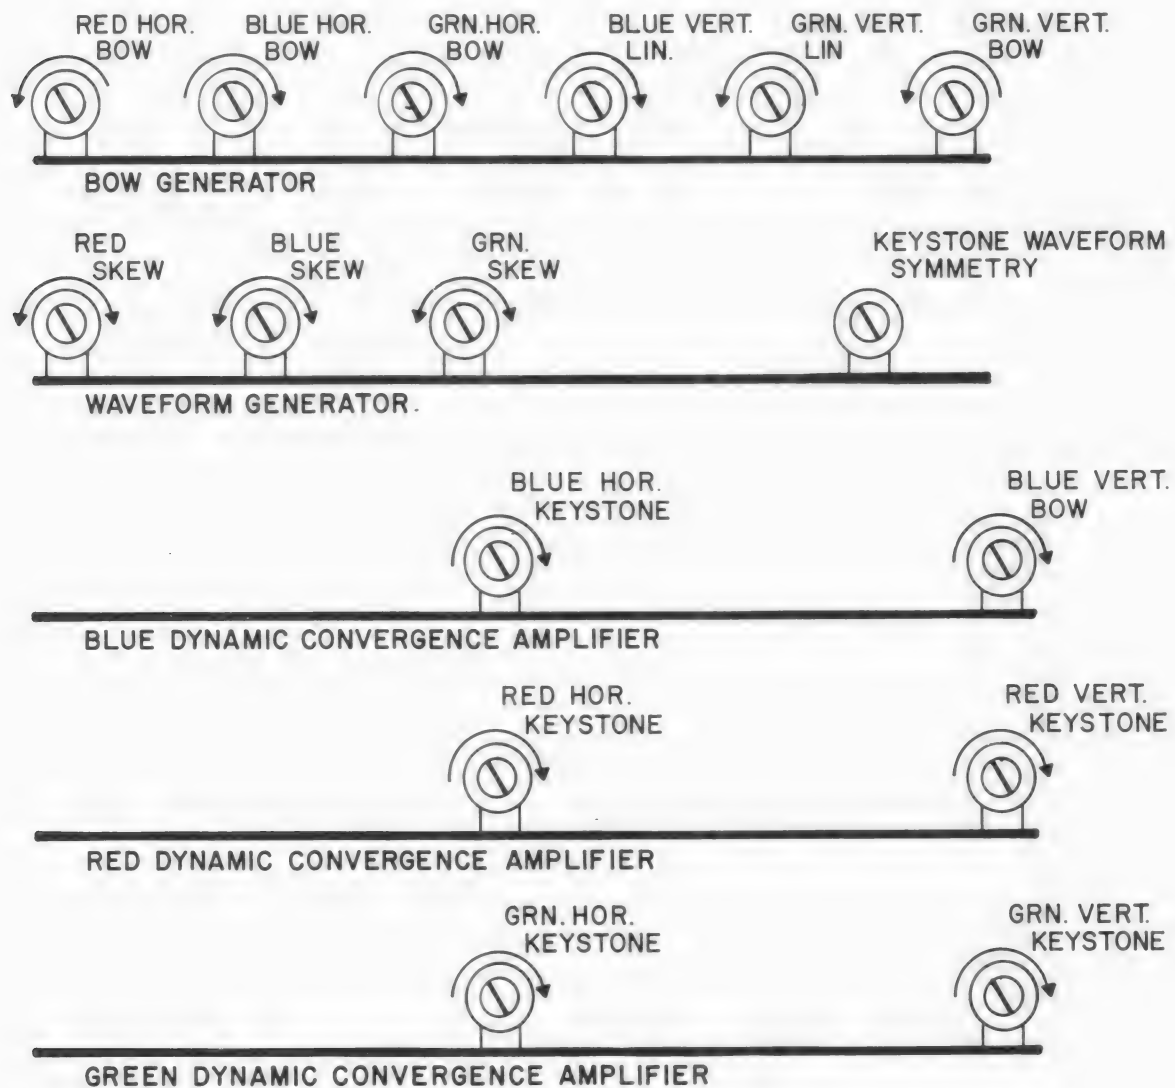 RED HOR.
BOW
BLUE HOR.
BOW
GRN. HOR.
BOW
BLUE VERT.
LIN.
GRN. VERT.
LIN
GRN. VERT.
BOW
BOW GENERATOR
RED
SKEW
BLUE
SKEW
GRN.
SKEW
KEYSTONE WAVEFORM
SYMMETRY
WAVEFORM GENERATOR.
BLUE HOR.
KEYSTONE
BLUE VERT.
BOW
BLUE DYNAMIC CONVERGENCE AMPLIFIER
RED HOR.
KEYSTONE
RED VERT.
KEYSTONE
RED DYNAMIC CONVERGENCE AMPLIFIER
GRN. HOR.
KEYSTONE
GRN. VERT.
KEYSTONE
GREEN DYNAMIC CONVERGENCE AMPLIFIER